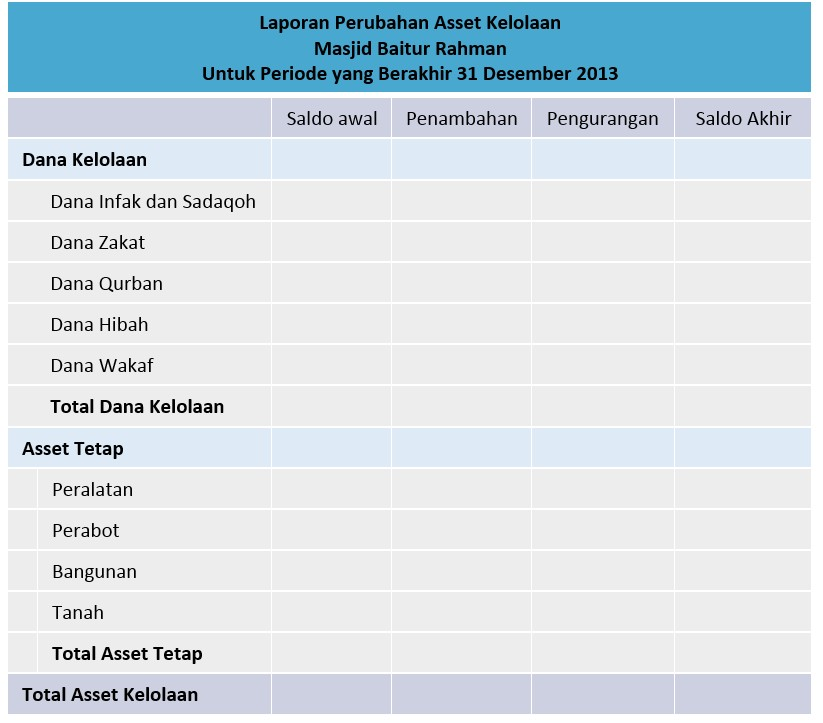 Laporan Perubahan Asset Kelolaan
Masjid Baitur Rahman
Untuk Periode yang Berakhir 31 Desember 2013
Saldo awal Penambahan Pengurangan Saldo Akhir
Dana Kelolaan
Dana Infak dan Sadaqoh
Dana Zakat
Dana Qurban
Dana Hibah
Dana Wakaf
Total Dana Kelolaan
Asset Tetap
Peralatan
Perabot
Bangunan
Tanah
Total Asset Tetap
Total Asset Kelolaan